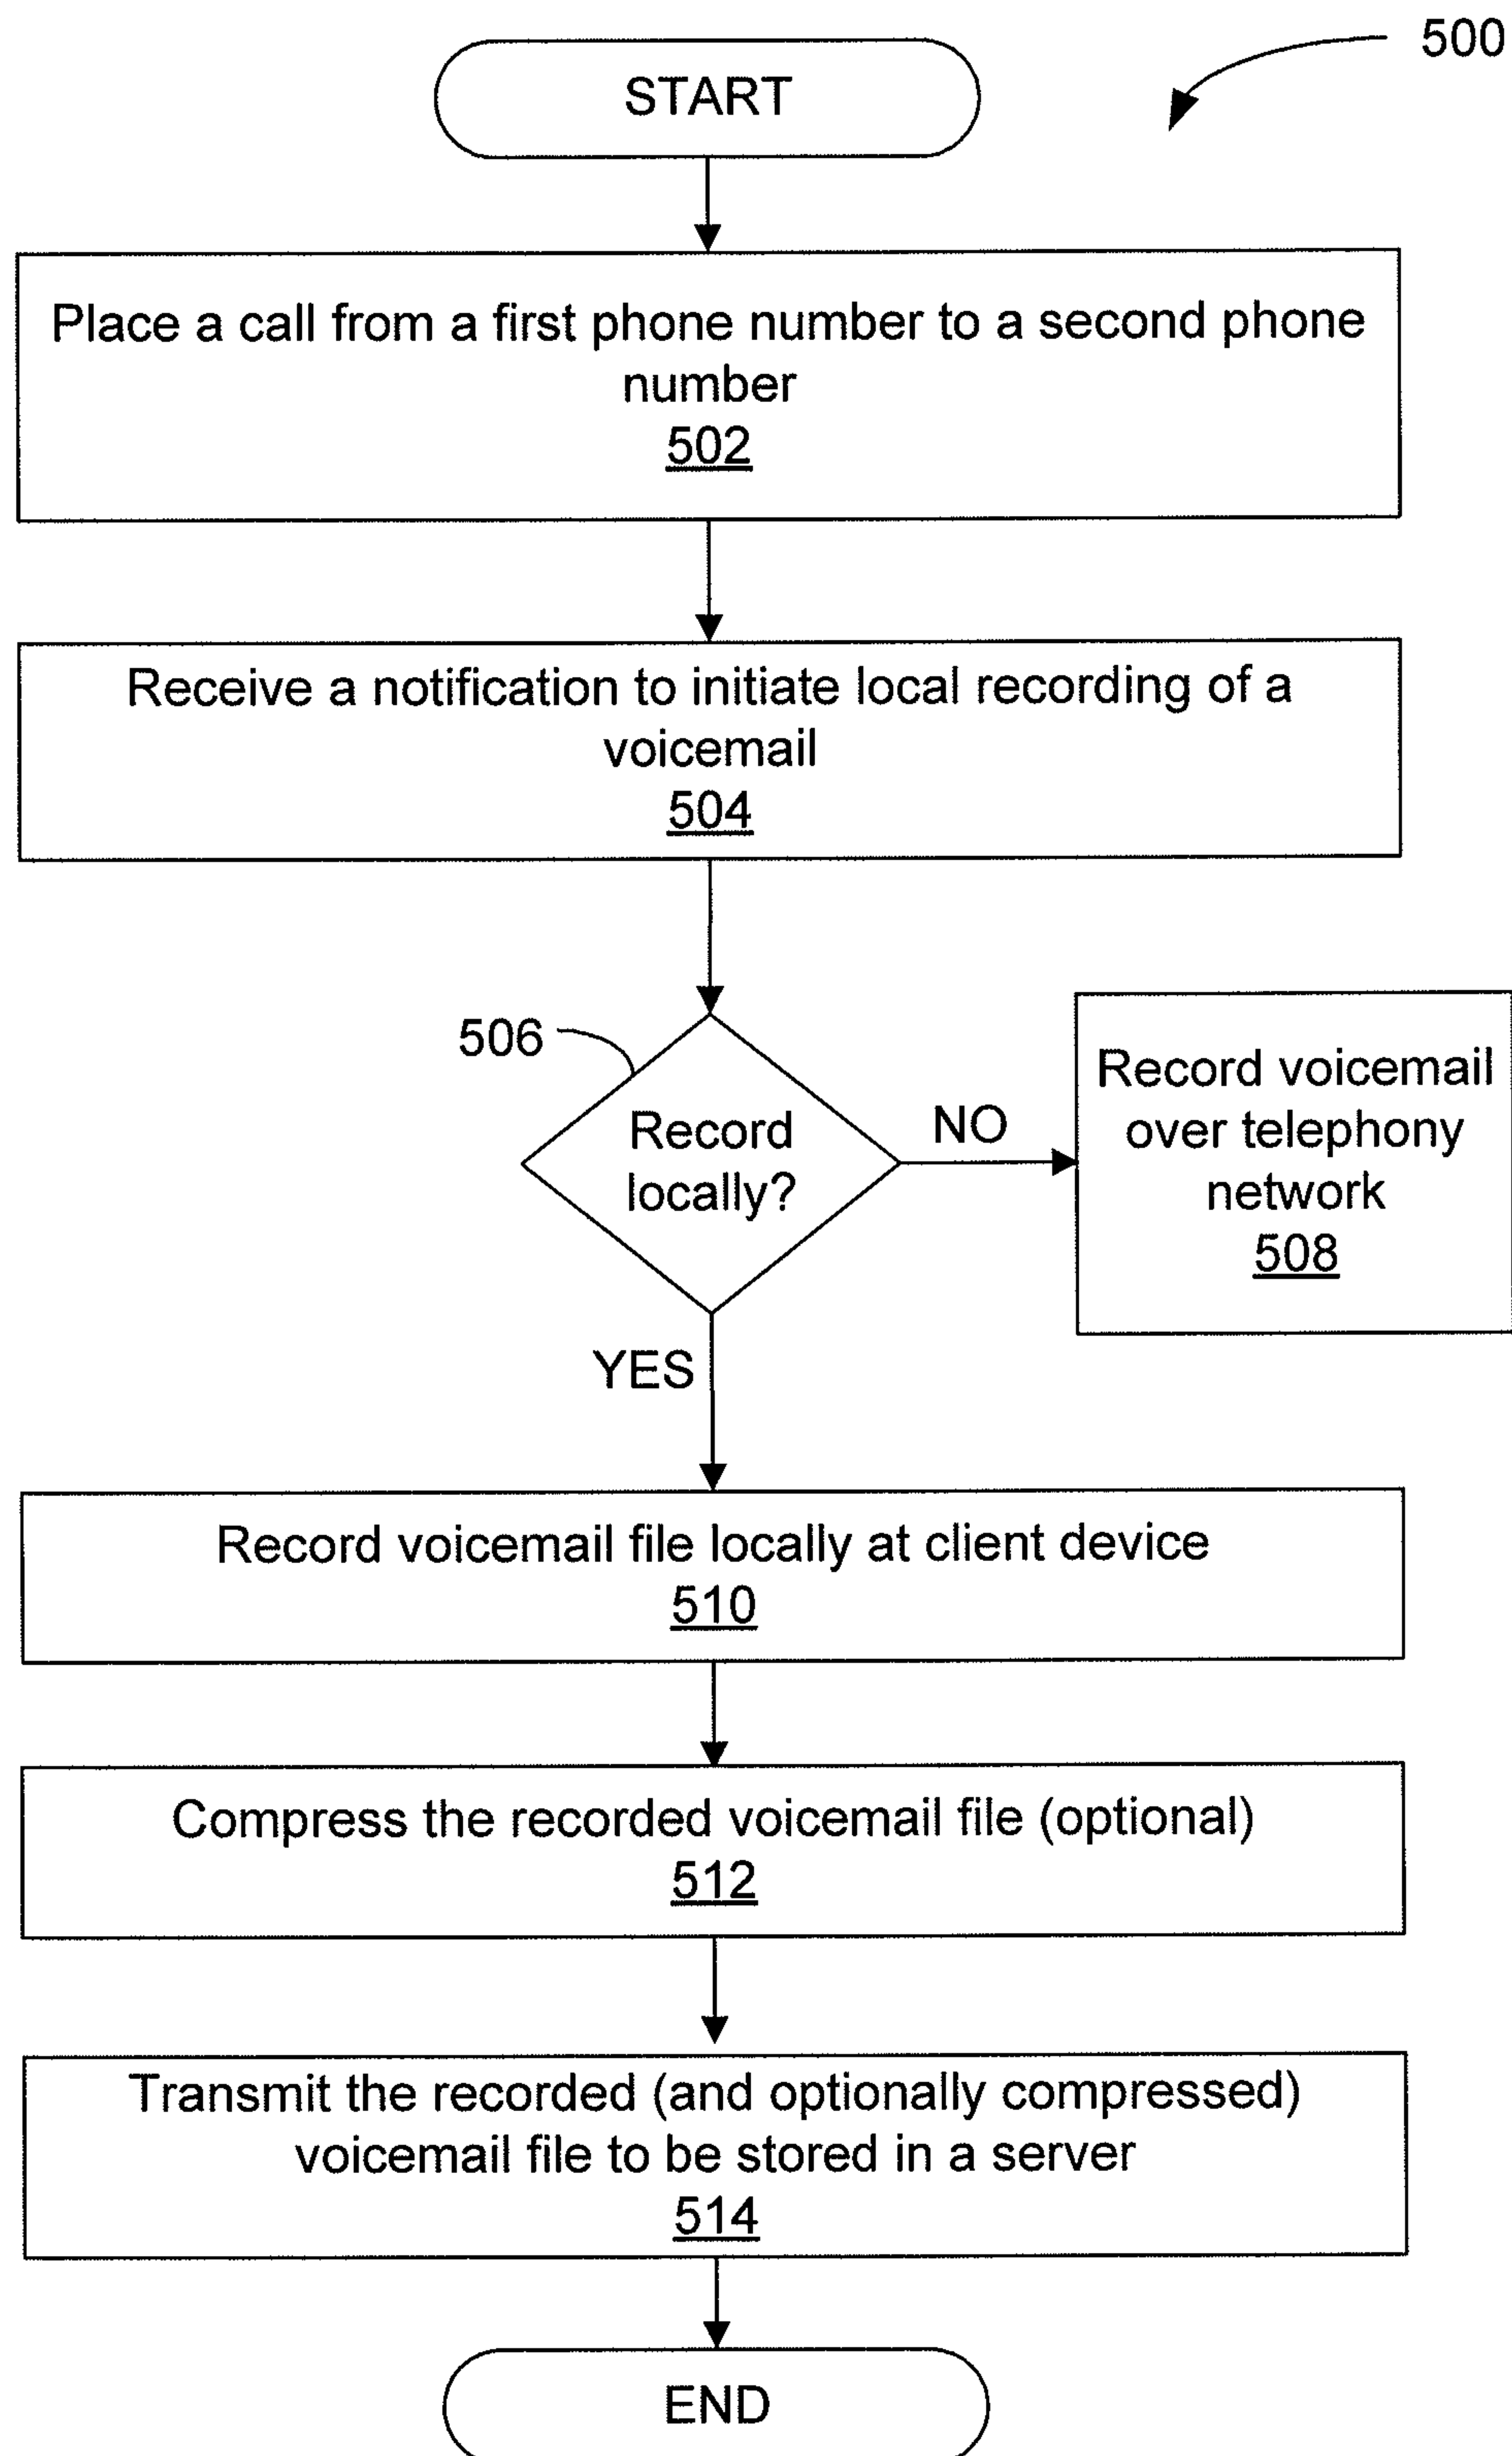 500
START
Place a call from a first phone number to a second phone
number
502
Receive a notification to initiate local recording of a
voicemail
504
506
Record
locally?
NO
Record voicemail
over telephony
network
508
YES
Record voicemail file locally at client device
510
Compress the recorded voicemail file (optional)
512
Transmit the recorded (and optionally compressed)
voicemail file to be stored in a server
514
END